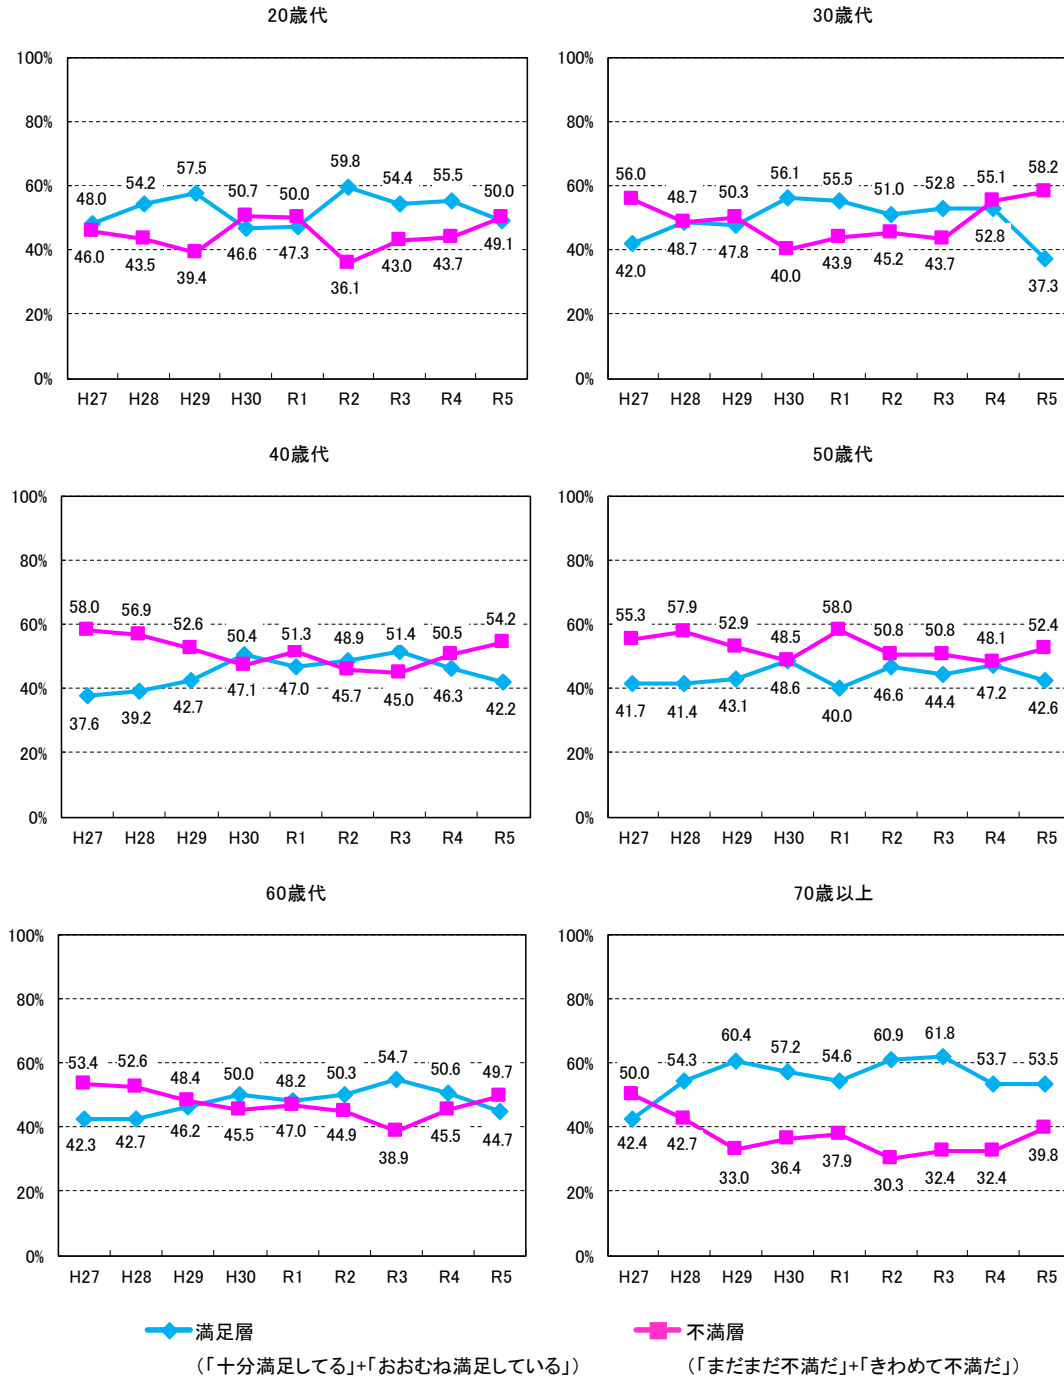 20歳代
100%
80%
60%
40%
20%
0%
48.0 54.2 57.5 50.7 50.0 59.8 54.4 55.5 50.0
46.0 43.5 39.4 46.6 47.3 36.1 43.0 43.7 49.1
H27 H28 H29 H30 R1 R2 R3 R4 R5
30歳代
100%
80%
60%
40%
20%
0%
56.0 48.7 50.3 56.1 55.5 51.0 52.8 55.1 58.2
42.0 48.7 47.8 40.0 43.9 45.2 43.7 52.8 37.3
H27 H28 H29 H30 R1 R2 R3 R4 R5
40歳代
100%
80%
60%
40%
20%
0%
58.0 56.9 52.6 50.4 51.3 48.9 51.4 50.5 54.2
37.6 39.2 42.7 47.1 47.0 45.7 45.0 46.3 42.2
H27 H28 H29 H30 R1 R2 R3 R4 R5
50歳代
100%
80%
60%
40%
20%
0%
55.3 57.9 52.9 48.5 58.0 50.8 50.8 48.1 52.4
41.7 41.4 43.1 48.6 40.0 46.6 44.4 47.2 42.6
H27 H28 H29 H30 R1 R2 R3 R4 R5
60歳代
100%
80%
60%
40%
20%
0%
53.4 52.6 48.4 50.0 48.2 50.3 54.7 50.6 49.7
42.3 42.7 46.2 45.5 47.0 44.9 38.9 45.5 44.7
H27 H28 H29 H30 R1 R2 R3 R4 R5
70歳以上
100%
80%
60%
40%
20%
0%
50.0 54.3 60.4 57.2 54.6 60.9 61.8 53.7 53.5
42.4 42.7 33.0 36.4 37.9 30.3 32.4 32.4 39.8
H27 H28 H29 H30 R1 R2 R3 R4 R5
満足層
(「十分満足してる」+「おおむね満足している」)
不満層
(「まだまだ不満だ」+「きわめて不満だ」)